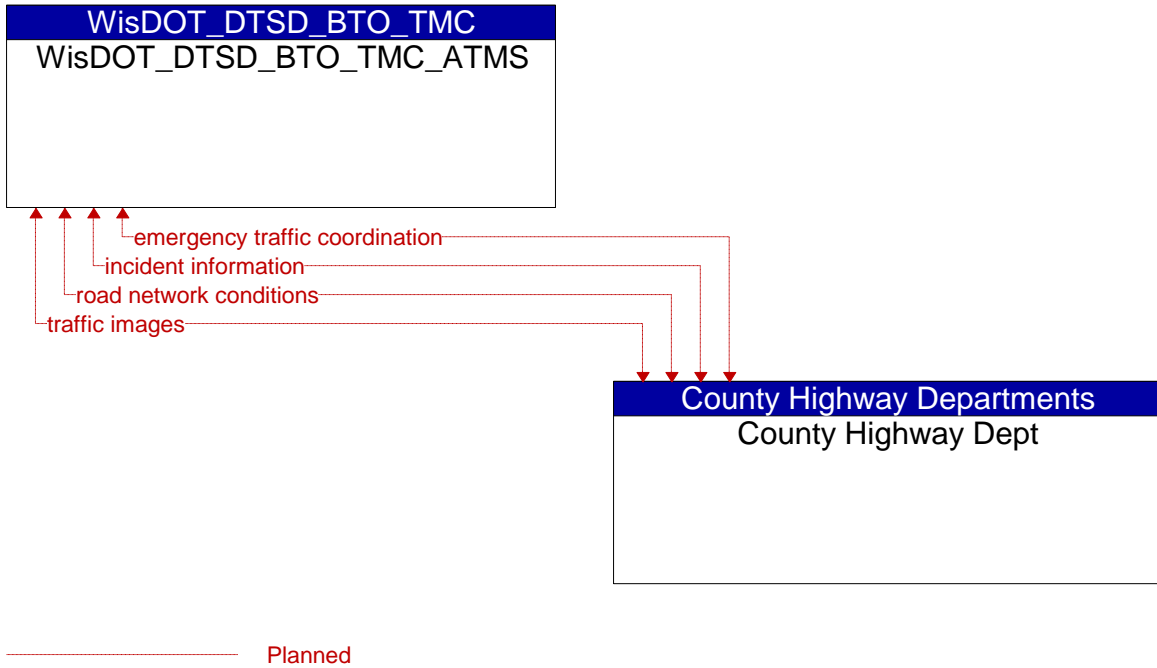 WisDOT_DTSD_BTO_TMC
WisDOT_DTSD_BTO_TMC_ATMS
emergency traffic coordination
incident information
road network conditions
traffic images
County Highway Departments
County Highway Dept
Planned